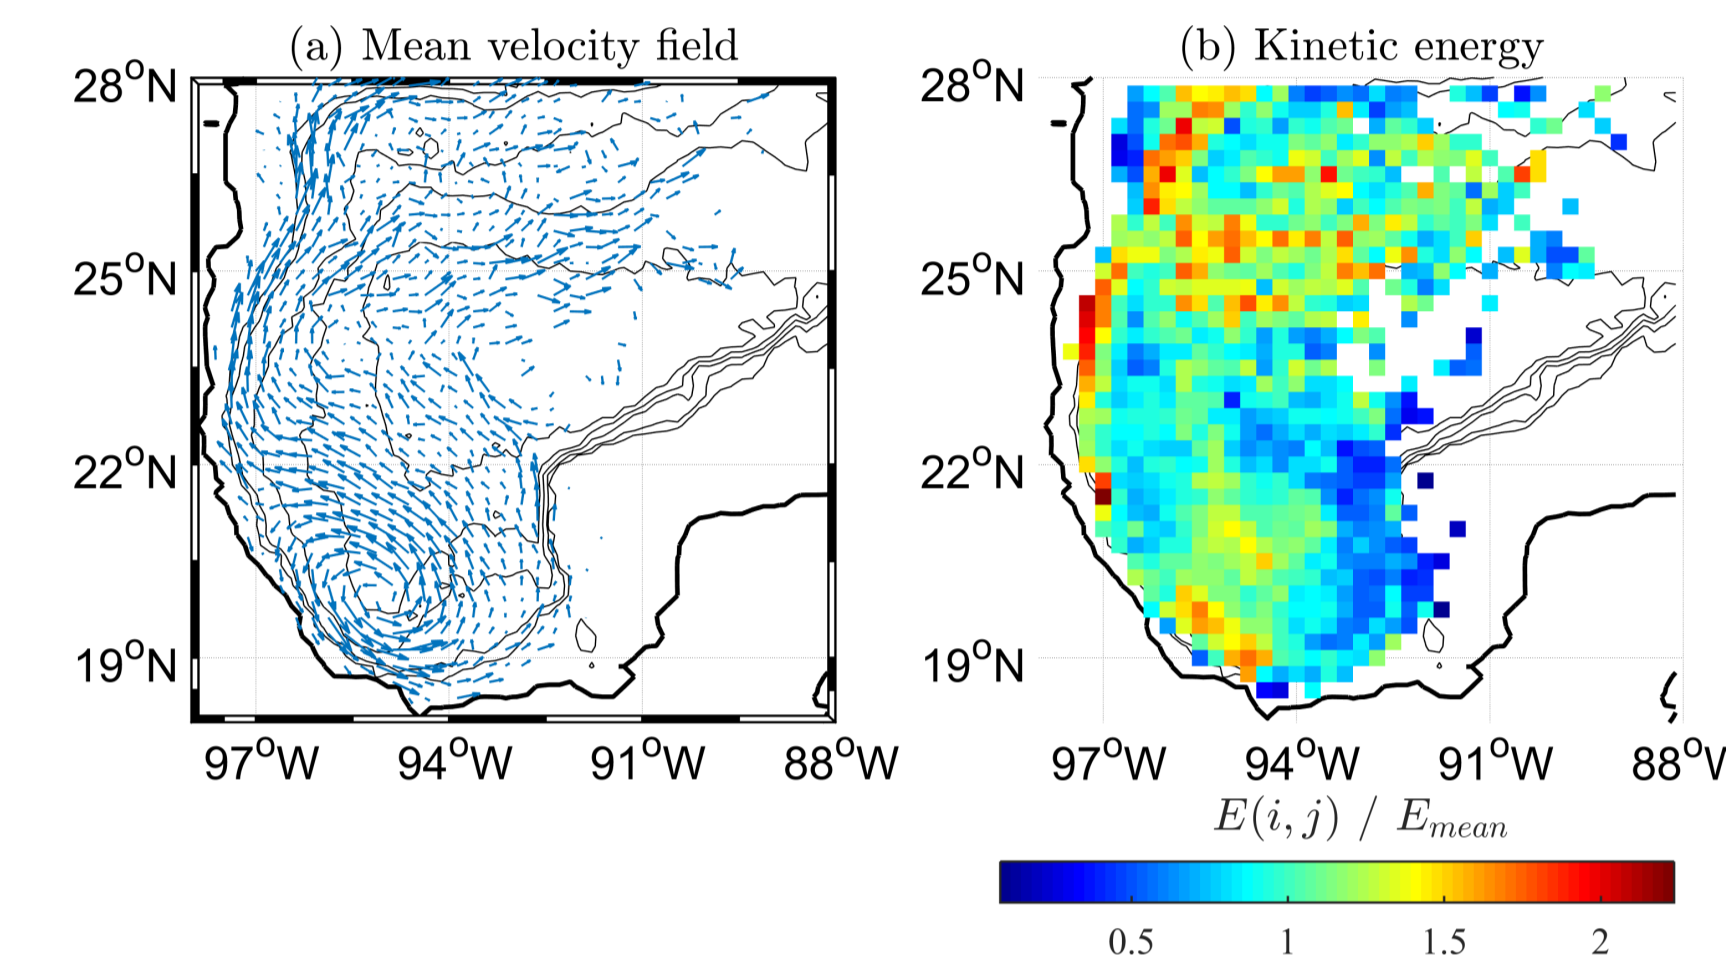 (a) Mean velocity field
(b) Kinetic energy
28°N
25°N
22°N
19°N
97°W 94°W 91°W 88°W
28°N
25°N
22°N
19°N
97°W 94°W 91°W 88°W
E(i, j) / E_mean
0.5 1 1.5 2